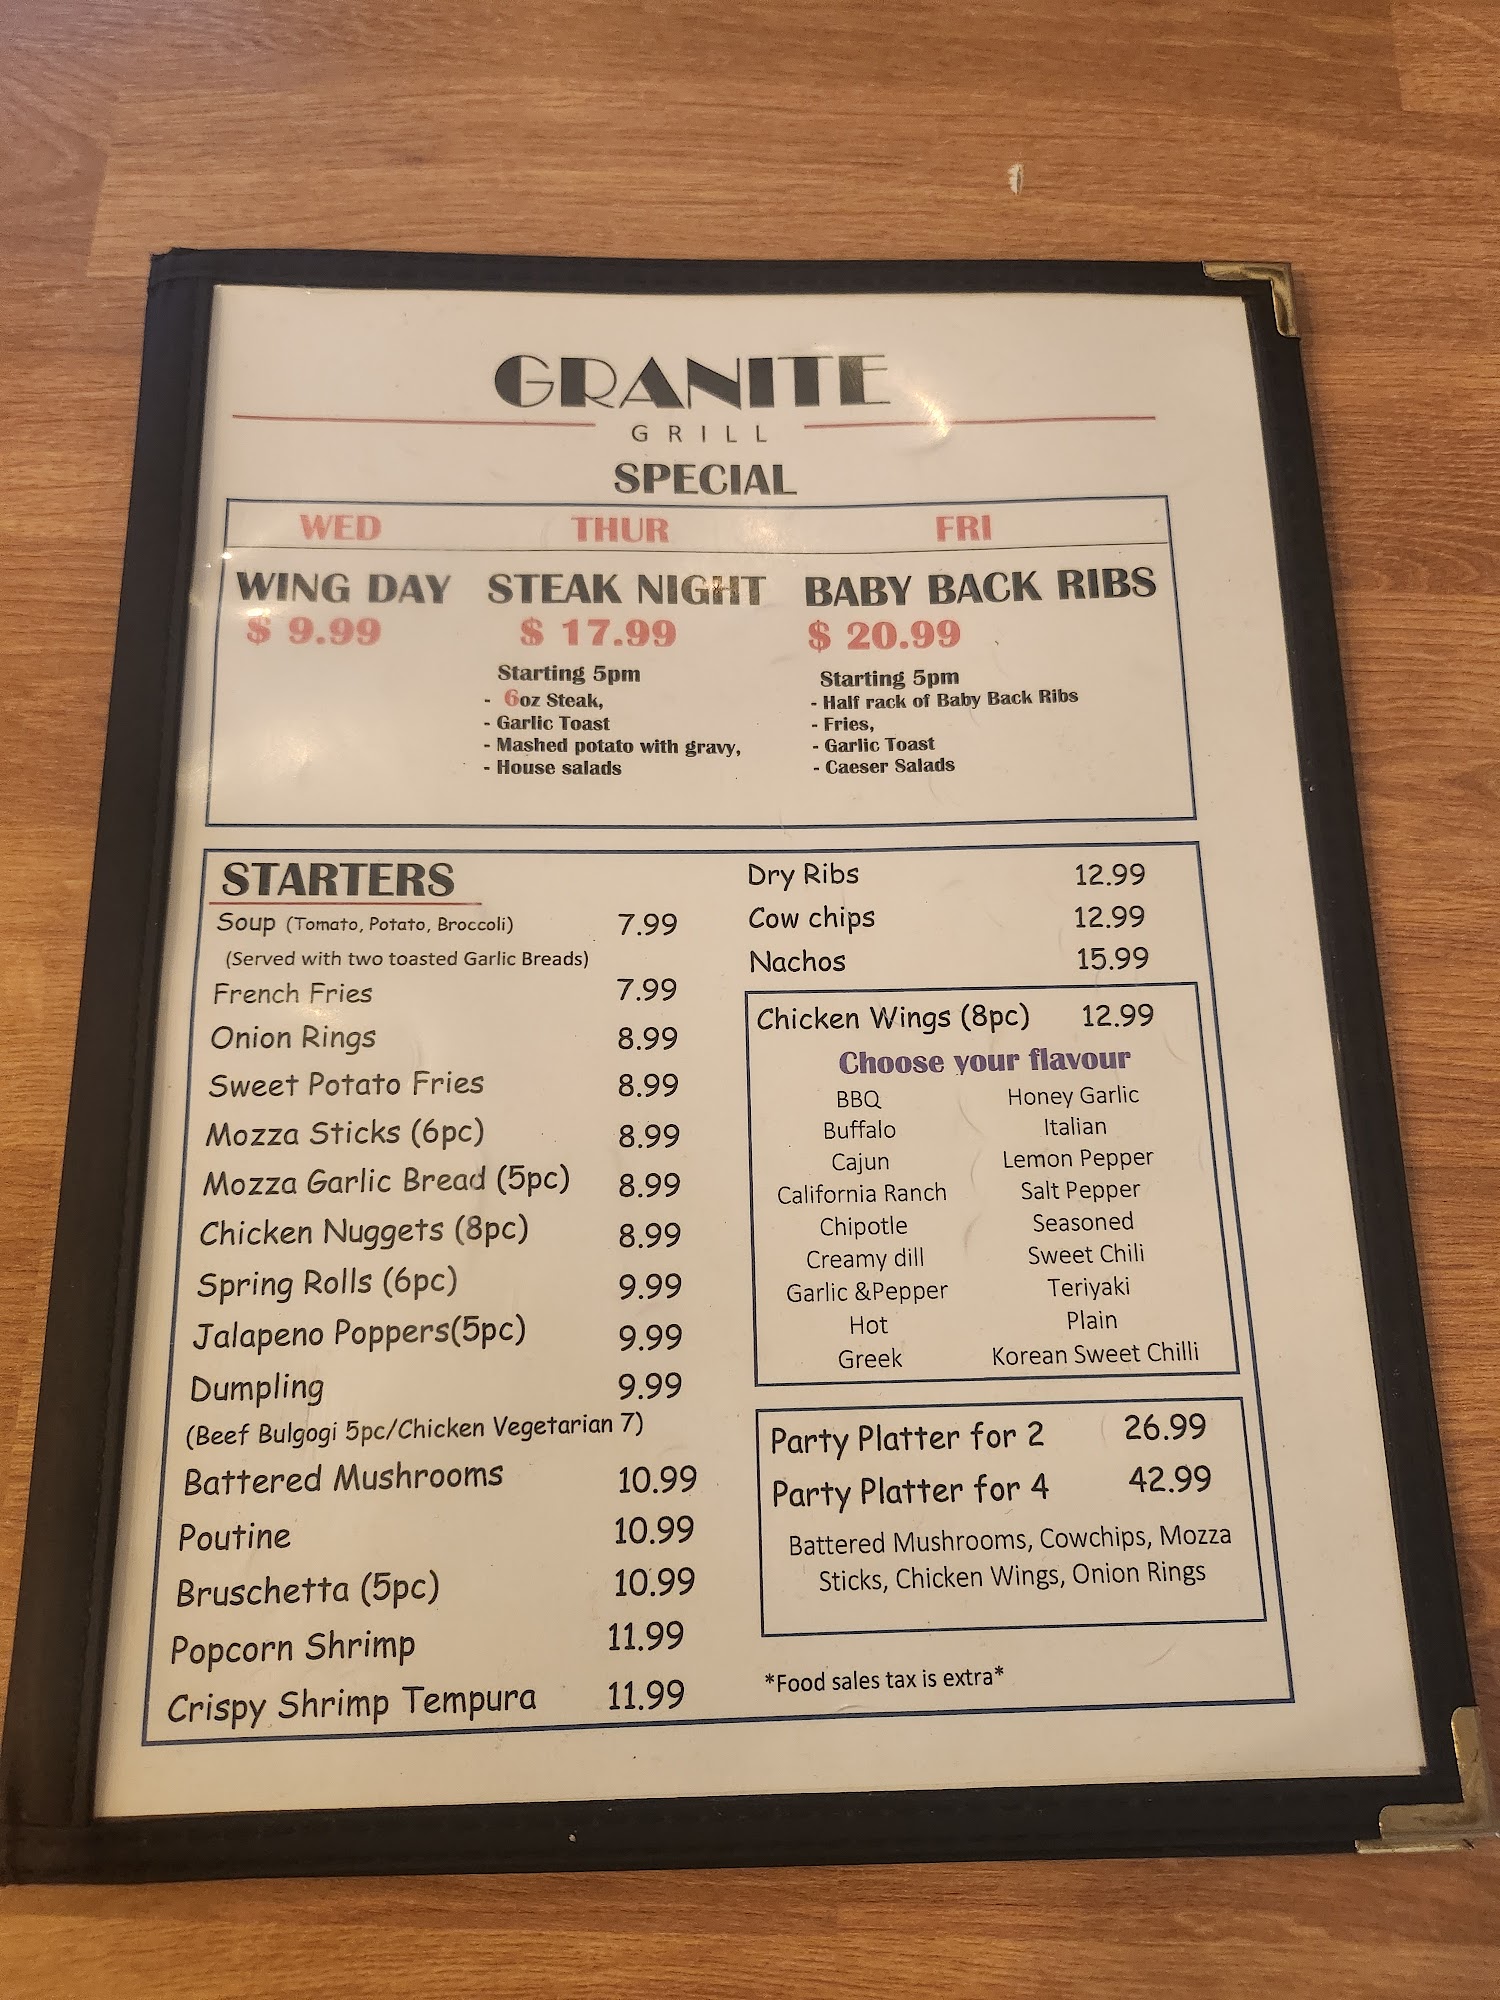 GRANITE
GRILL
SPECIAL
WED THUR FRI
WING DAY
$ 9.99
STEAK NIGHT
$ 17.99
Starting 5pm
- 6oz Steak,
- Garlic Toast
- Mashed potato with gravy,
- House salads
BABY BACK RIBS
$ 20.99
Starting 5pm
- Half rack of Baby Back Ribs
- Fries,
- Garlic Toast
- Caeser Salads
STARTERS
Soup (Tomato, Potato, Broccoli) 7.99
(Served with two toasted Garlic Breads)
French Fries 7.99
Onion Rings 8.99
Sweet Potato Fries 8.99
Mozza Sticks (6pc) 8.99
Mozza Garlic Bread (5pc) 8.99
Chicken Nuggets (8pc) 8.99
Spring Rolls (6pc) 9.99
Jalapeno Poppers(5pc) 9.99
Dumpling 9.99
(Beef Bulgogi 5pc/Chicken Vegetarian 7)
Battered Mushrooms 10.99
Poutine 10.99
Bruschetta (5pc) 10.99
Popcorn Shrimp 11.99
Crispy Shrimp Tempura 11.99
Dry Ribs 12.99
Cow chips 12.99
Nachos 15.99
Chicken Wings (8pc) 12.99
Choose your flavour
BBQ Honey Garlic
Buffalo Italian
Cajun Lemon Pepper
California Ranch Salt Pepper
Chipotle Seasoned
Creamy dill Sweet Chili
Garlic &Pepper Teriyaki
Hot Plain
Greek Korean Sweet Chilli
Party Platter for 2 26.99
Party Platter for 4 42.99
Battered Mushrooms, Cowchips, Mozza
Sticks, Chicken Wings, Onion Rings
*Food sales tax is extra*